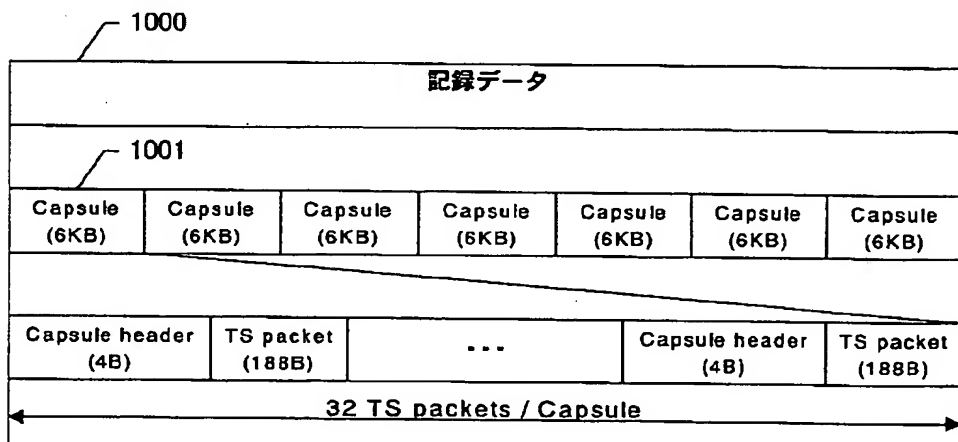 1000
記録データ
1001
Capsule Capsule Capsule Capsule Capsule Capsule Capsule
(6KB) (6KB) (6KB) (6KB) (6KB) (6KB) (6KB)
Capsule header TS packet ... Capsule header TS packet
(4B) (188B) (4B) (188B)
32 TS packets / Capsule